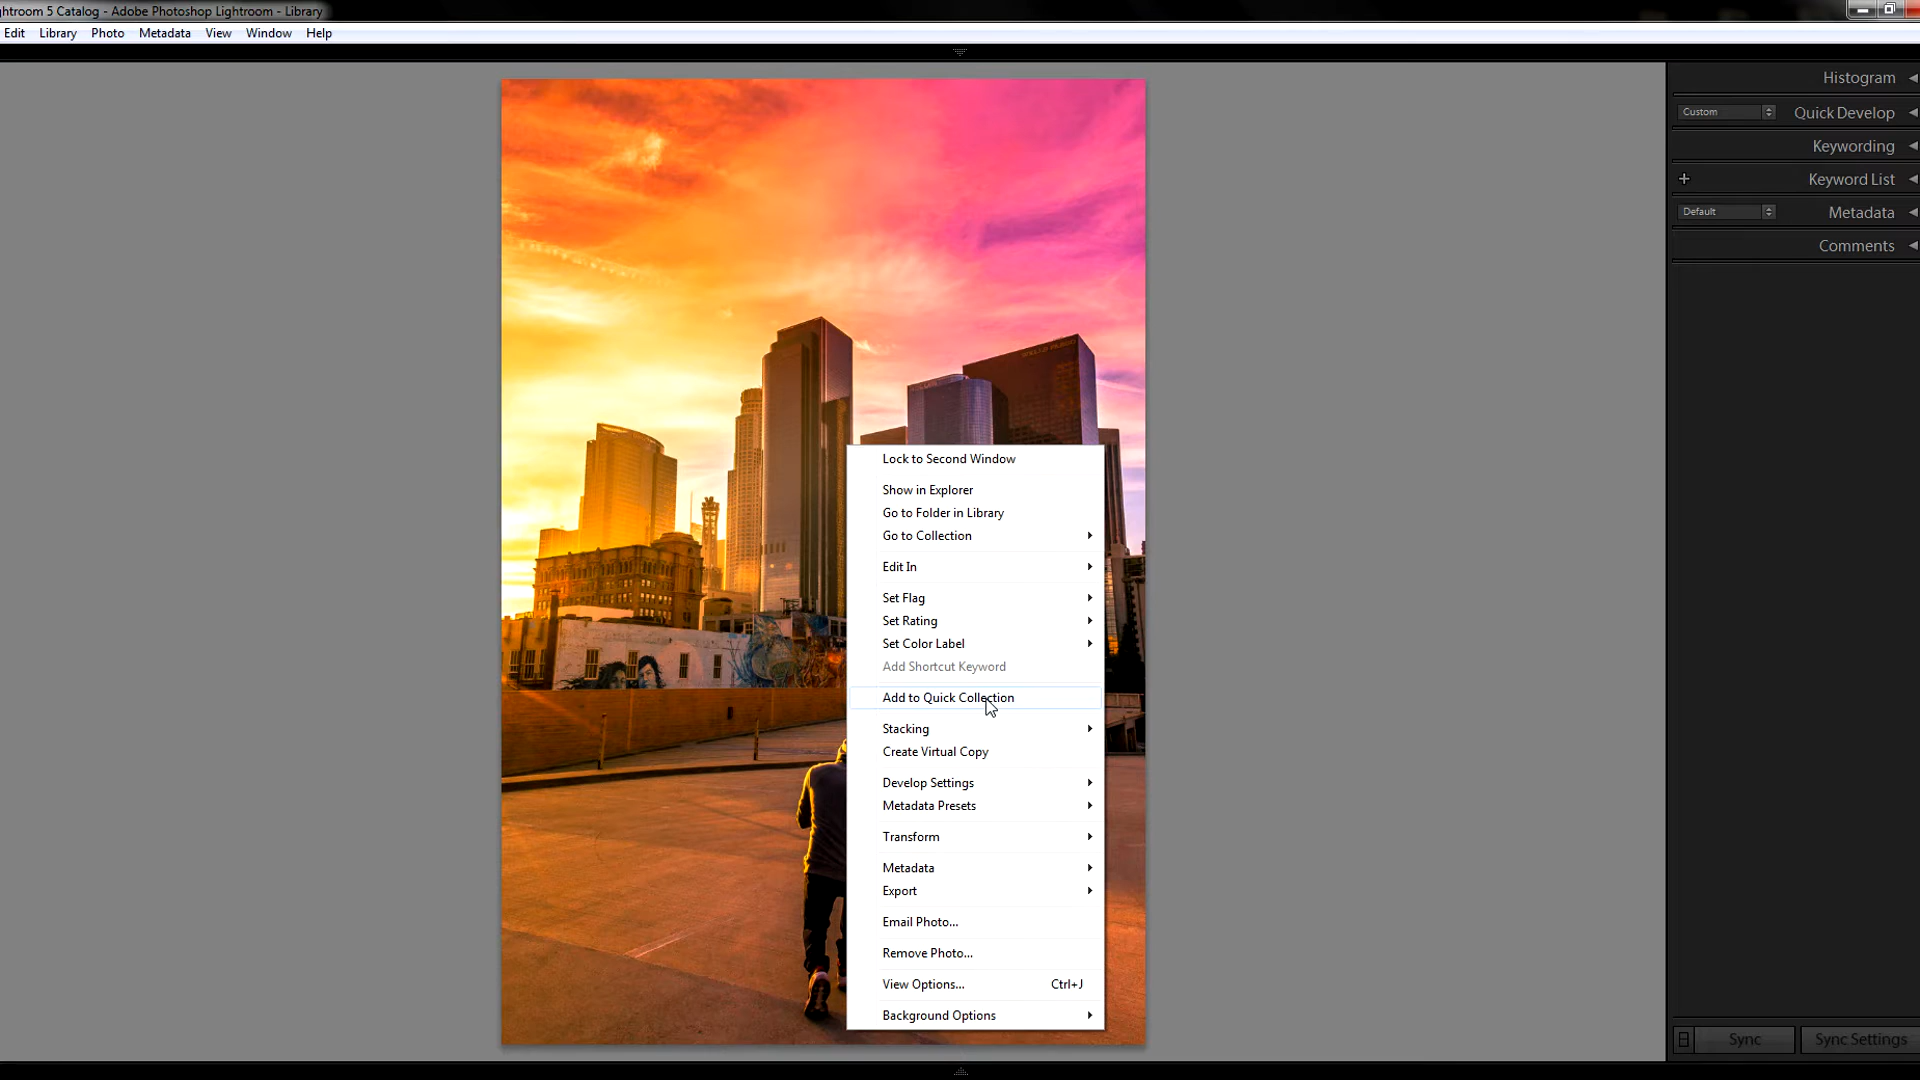 ghtroom 5 Catalog - Adobe Photoshop Lightroom - Library
Edit Library Photo Metadata View Window Help
Histogram
Custom Quick Develop
Keywording
+ Keyword List
Default Metadata
Comments
Lock to Second Window
Show in Explorer
Go to Folder in Library
Go to Collection
Edit In
Set Flag
Set Rating
Set Color Label
Add Shortcut Keyword
Add to Quick Collection
Stacking
Create Virtual Copy
Develop Settings
Metadata Presets
Transform
Metadata
Export
Email Photo...
Remove Photo...
View Options... Ctrl+J
Background Options
Sync Sync Settings